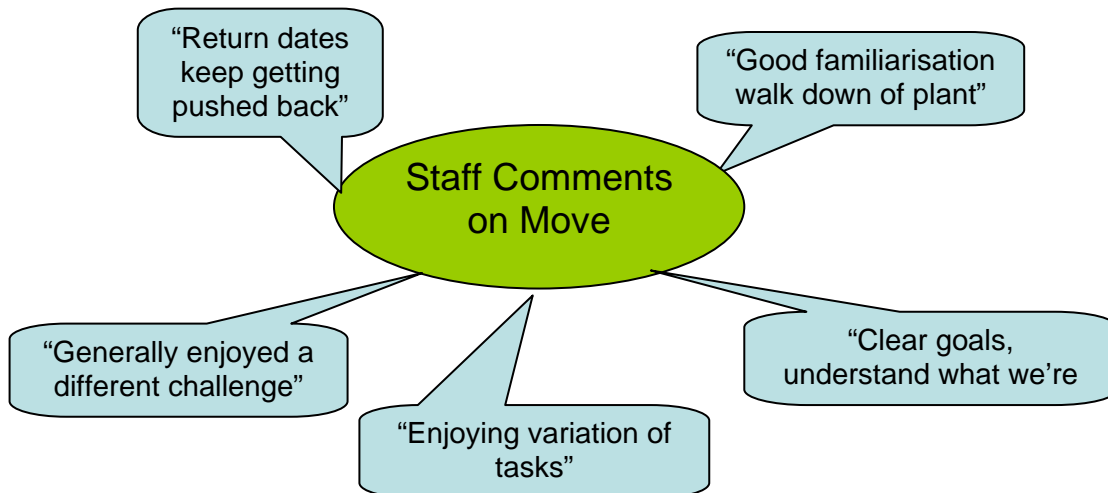 “Return dates
keep getting
pushed back”
“Good familiarisation
walk down of plant”
Staff Comments
on Move
“Generally enjoyed a
different challenge”
“Clear goals,
understand what we’re
“Enjoying variation of
tasks”